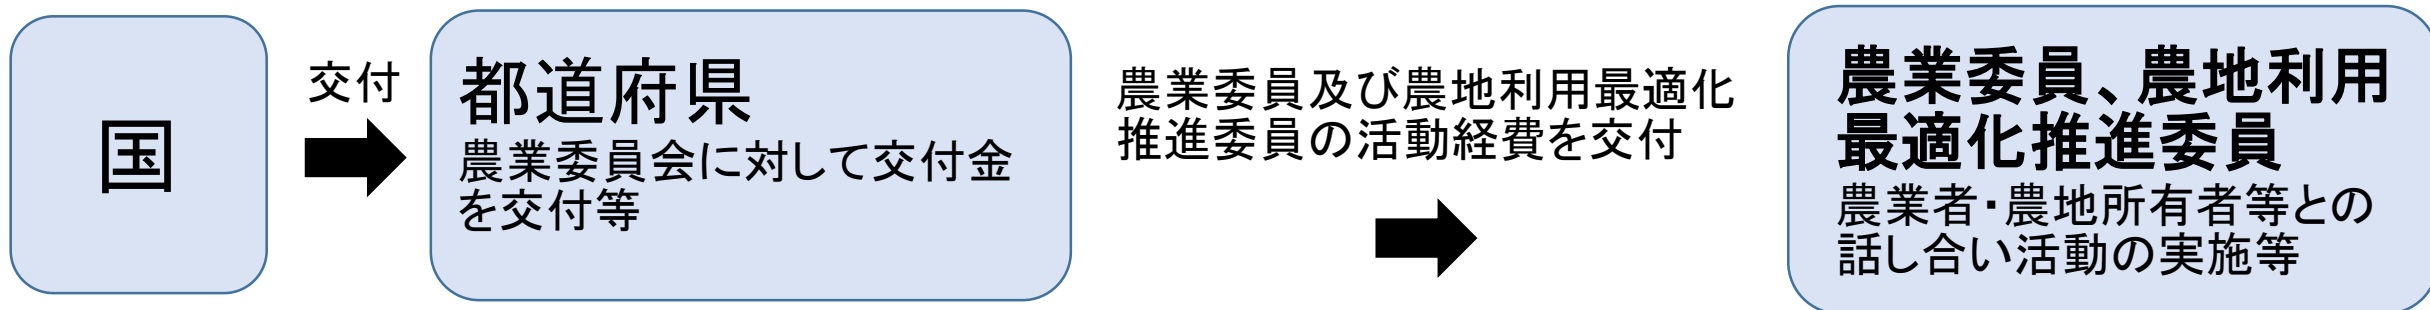 国
交付
都道府県
農業委員会に対して交付金
を交付等
農業委員及び農地利用最適化
推進委員の活動経費を交付
農業委員、農地利用
最適化推進委員
農業者・農地所有者等との
話し合い活動の実施等